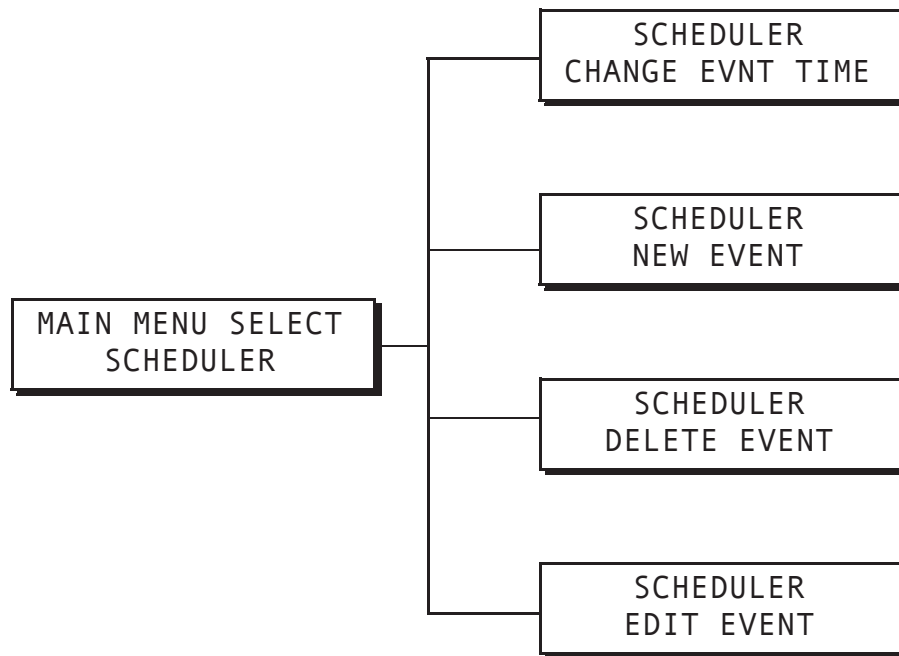 SCHEDULER
CHANGE EVNT TIME
SCHEDULER
NEW EVENT
MAIN MENU SELECT
SCHEDULER
SCHEDULER
DELETE EVENT
SCHEDULER
EDIT EVENT